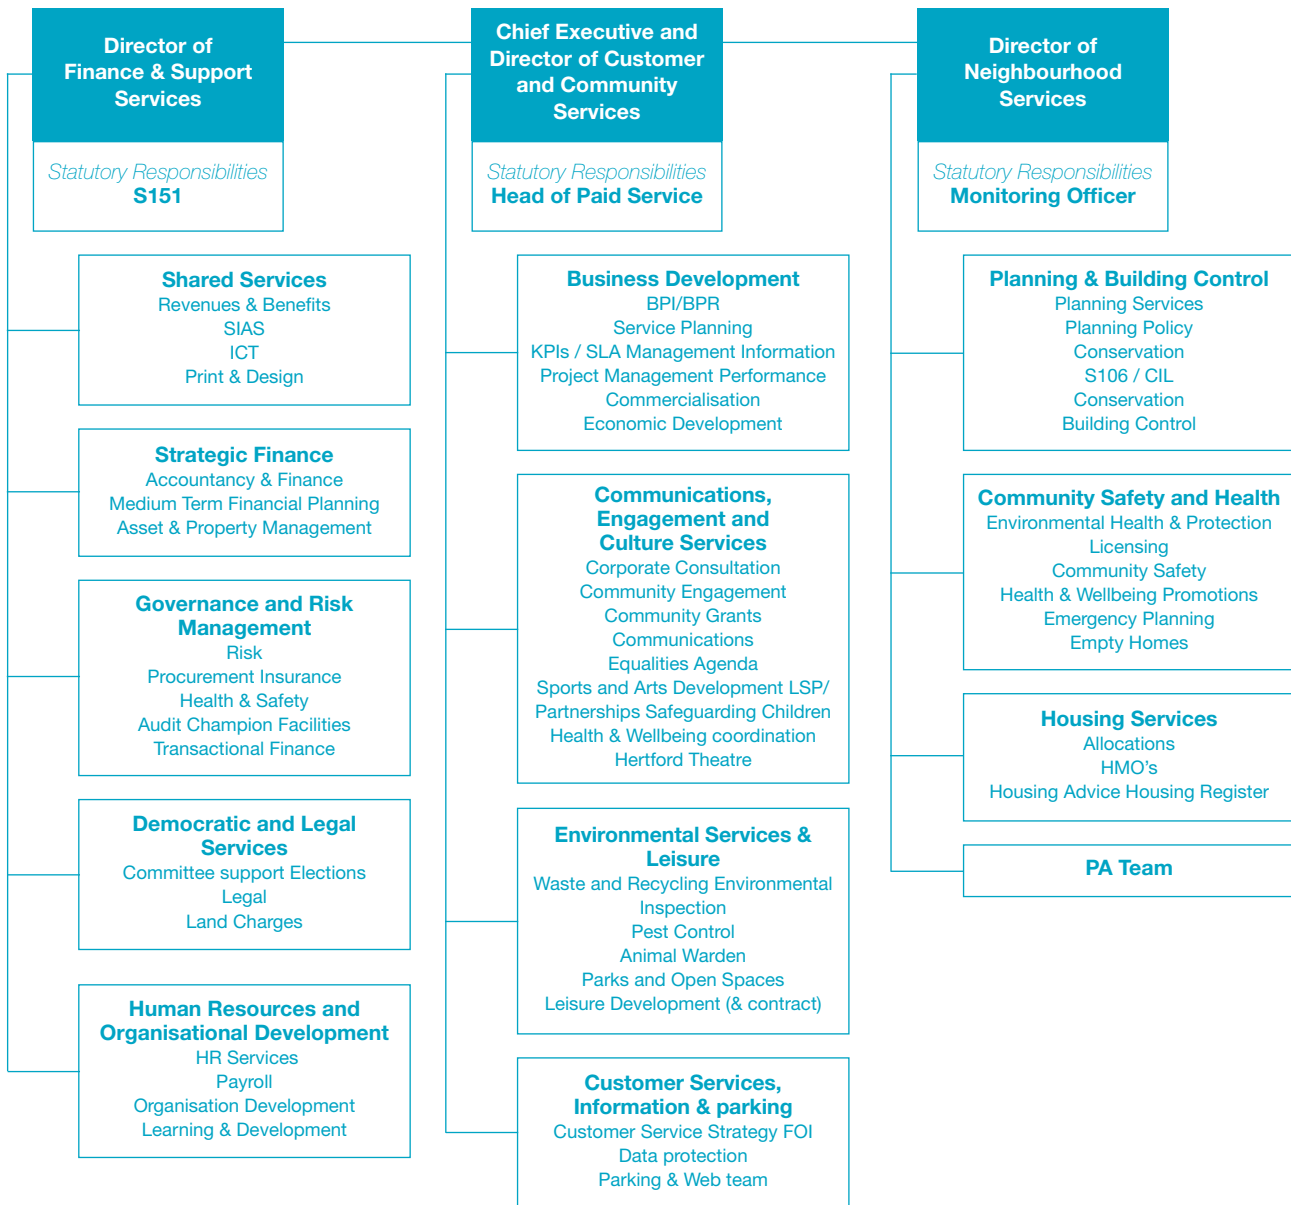 Director of
Finance & Support
Services
Statutory Responsibilities
S151
Shared Services
Revenues & Benefits
SIAS
ICT
Print & Design
Strategic Finance
Accountancy & Finance
Medium Term Financial Planning
Asset & Property Management
Governance and Risk
Management
Risk
Procurement Insurance
Health & Safety
Audit Champion Facilities
Transactional Finance
Democratic and Legal
Services
Committee support Elections
Legal
Land Charges
Human Resources and
Organisational Development
HR Services
Payroll
Organisation Development
Learning & Development
Chief Executive and
Director of Customer
and Community
Services
Statutory Responsibilities
Head of Paid Service
Business Development
BPI/BPR
Service Planning
KPIs / SLA Management Information
Project Management Performance
Commercialisation
Economic Development
Communications,
Engagement and
Culture Services
Corporate Consultation
Community Engagement
Community Grants
Communications
Equalities Agenda
Sports and Arts Development LSP/
Partnerships Safeguarding Children
Health & Wellbeing coordination
Hertford Theatre
Environmental Services &
Leisure
Waste and Recycling Environmental
Inspection
Pest Control
Animal Warden
Parks and Open Spaces
Leisure Development (& contract)
Customer Services,
Information & parking
Customer Service Strategy FOI
Data protection
Parking & Web team
Director of
Neighbourhood
Services
Statutory Responsibilities
Monitoring Officer
Planning & Building Control
Planning Services
Planning Policy
Conservation
S106 / CIL
Conservation
Building Control
Community Safety and Health
Environmental Health & Protection
Licensing
Community Safety
Health & Wellbeing Promotions
Emergency Planning
Empty Homes
Housing Services
Allocations
HMO's
Housing Advice Housing Register
PA Team